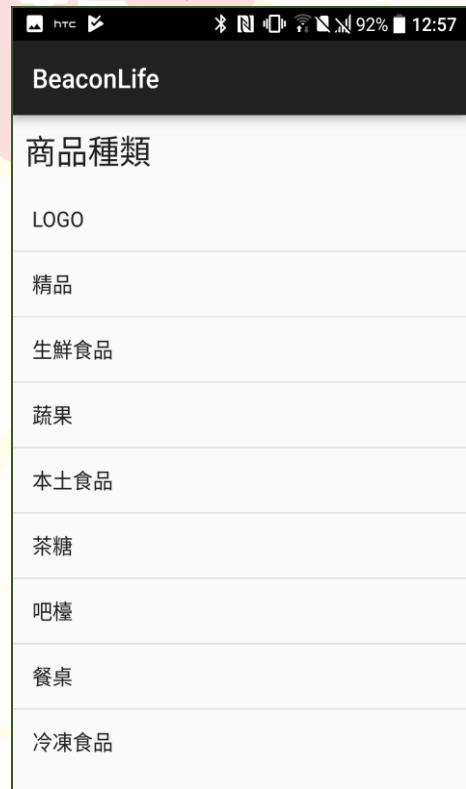 htc 92% 12:57
BeaconLife
商品種類
LOGO
精品
生鮮食品
蔬果
本土食品
茶糖
吧檯
餐桌
冷凍食品